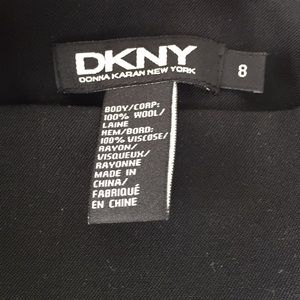 DKNY
DONNA KARAN NEW YORK
8
BODY/CORP:
100% WOOL/
LAINE
HEM/BORD:
100% VISCOSE/
RAYON/
VISQUEUX/
RAYONNE
MADE IN
CHINA/
FABRIQUÉ
EN CHINE